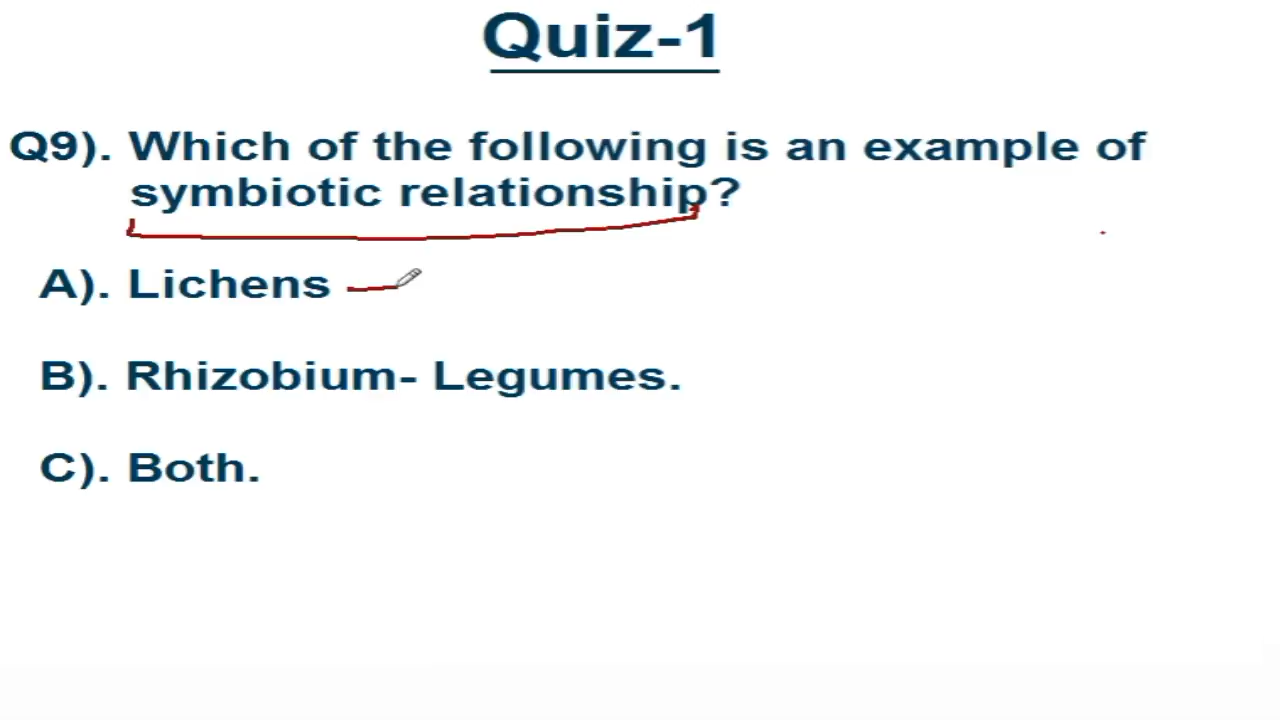 Quiz-1
Q9). Which of the following is an example of
symbiotic relationship?
A). Lichens
B). Rhizobium- Legumes.
C). Both.